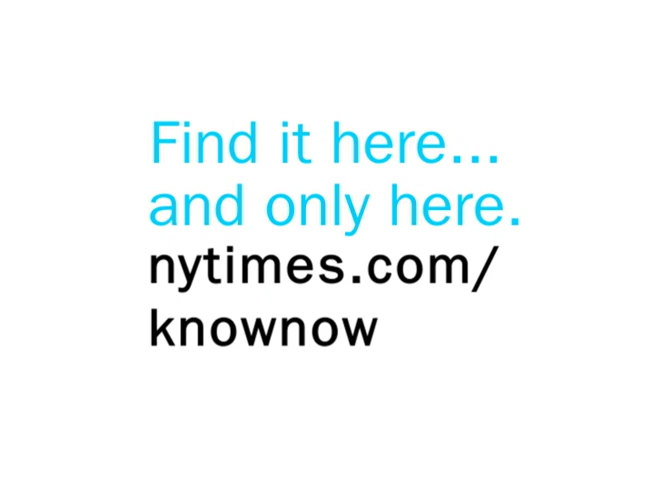 Find it here...
and only here.
nytimes.com/
knownow